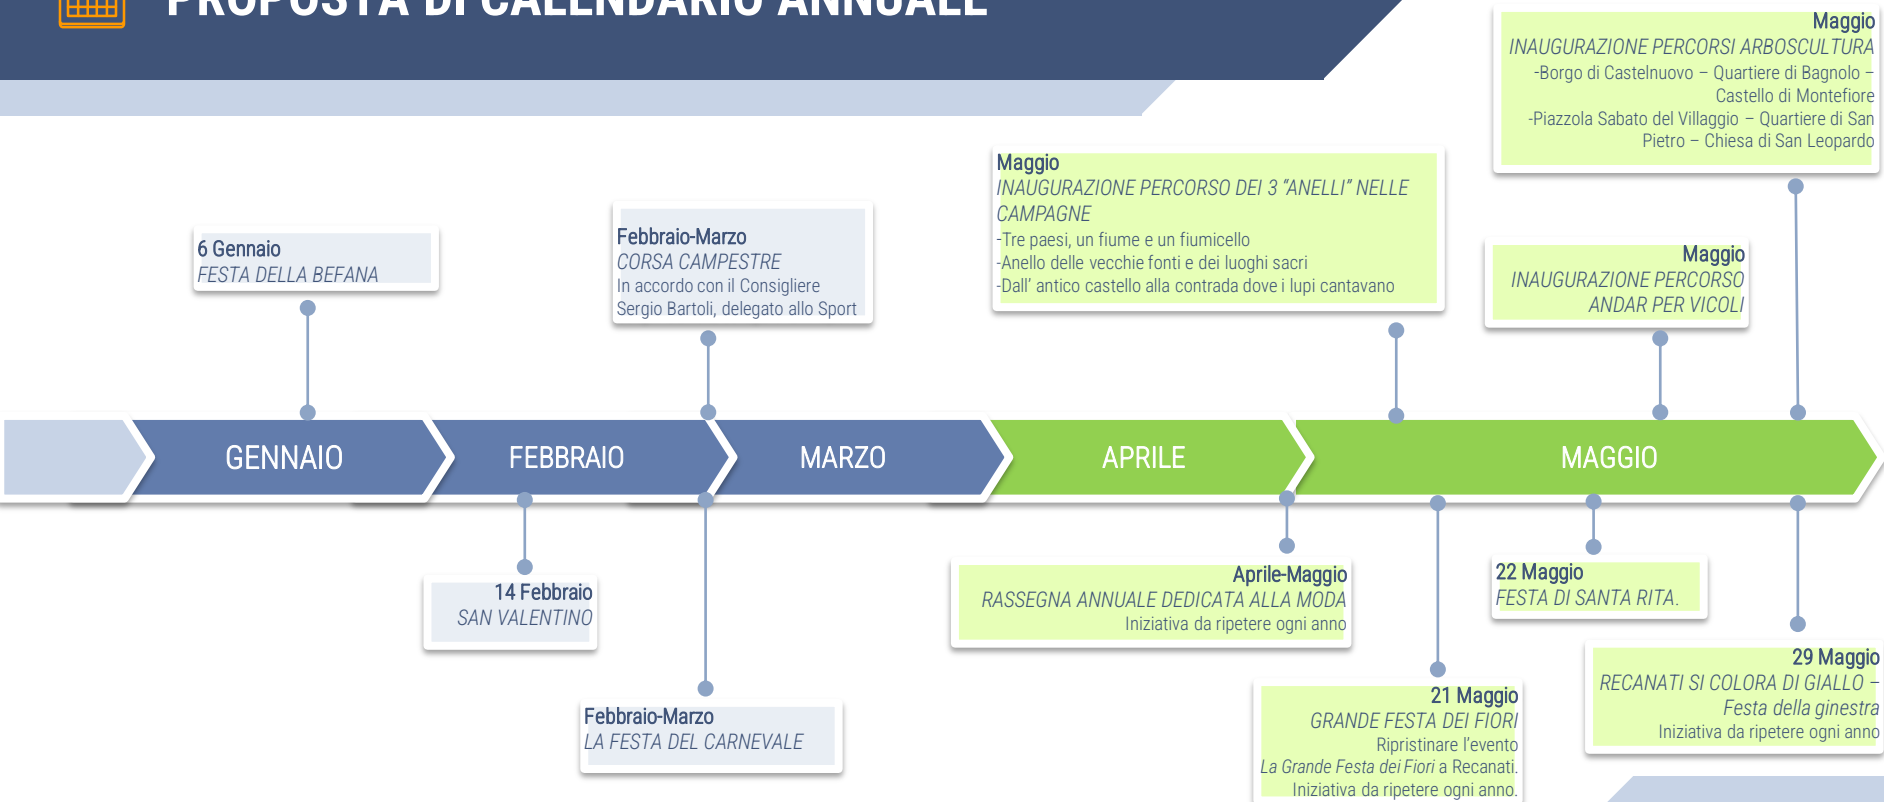 PROPOSTA DI CALENDARIO ANNUALE
Maggio
INAUGURAZIONE PERCORSI ARBOSCULTURA
-Borgo di Castelnuovo – Quartiere di Bagnolo –
Castello di Montefiore
-Piazzola Sabato del Villaggio – Quartiere di San
Pietro – Chiesa di San Leopardo
Maggio
INAUGURAZIONE PERCORSO DEI 3 “ANELLI” NELLE
CAMPAGNE
-Tre paesi, un fiume e un fiumicello
-Anello delle vecchie fonti e dei luoghi sacri
-Dall’ antico castello alla contrada dove i lupi cantavano
6 Gennaio
FESTA DELLA BEFANA
Febbraio-Marzo
CORSA CAMPESTRE
In accordo con il Consigliere
Sergio Bartoli, delegato allo Sport
Maggio
INAUGURAZIONE PERCORSO
ANDAR PER VICOLI
GENNAIO
FEBBRAIO
MARZO
APRILE
MAGGIO
14 Febbraio
SAN VALENTINO
Febbraio-Marzo
LA FESTA DEL CARNEVALE
Aprile-Maggio
RASSEGNA ANNUALE DEDICATA ALLA MODA
Iniziativa da ripetere ogni anno
21 Maggio
GRANDE FESTA DEI FIORI
Ripristinare l’evento
La Grande Festa dei Fiori a Recanati.
Iniziativa da ripetere ogni anno.
22 Maggio
FESTA DI SANTA RITA.
29 Maggio
RECANATI SI COLORA DI GIALLO –
Festa della ginestra
Iniziativa da ripetere ogni anno